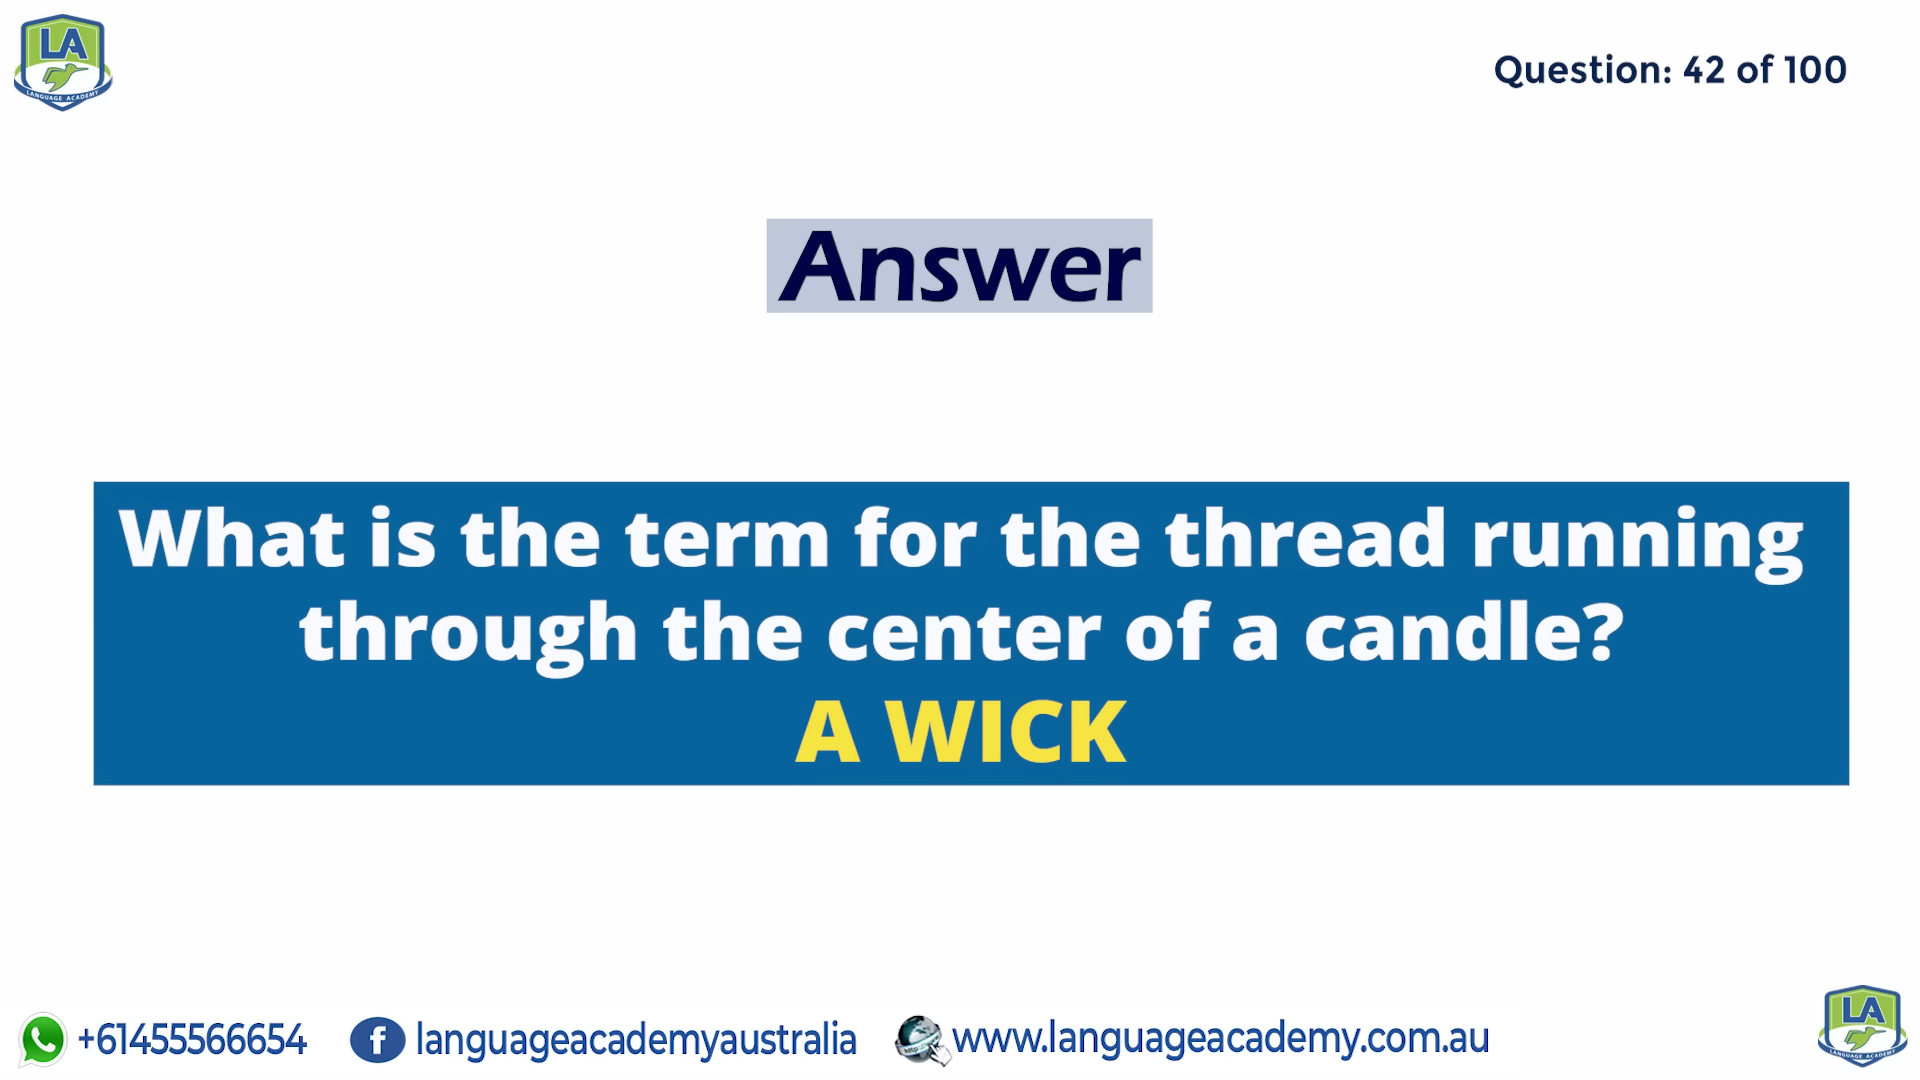 LA
LANGUAGE ACADEMY
Question: 42 of 100
Answer
What is the term for the thread running
through the center of a candle?
A WICK
+61455566654
f
languageacademyaustralia
http://
www.languageacademy.com.au
LA
LANGUAGE ACADEMY